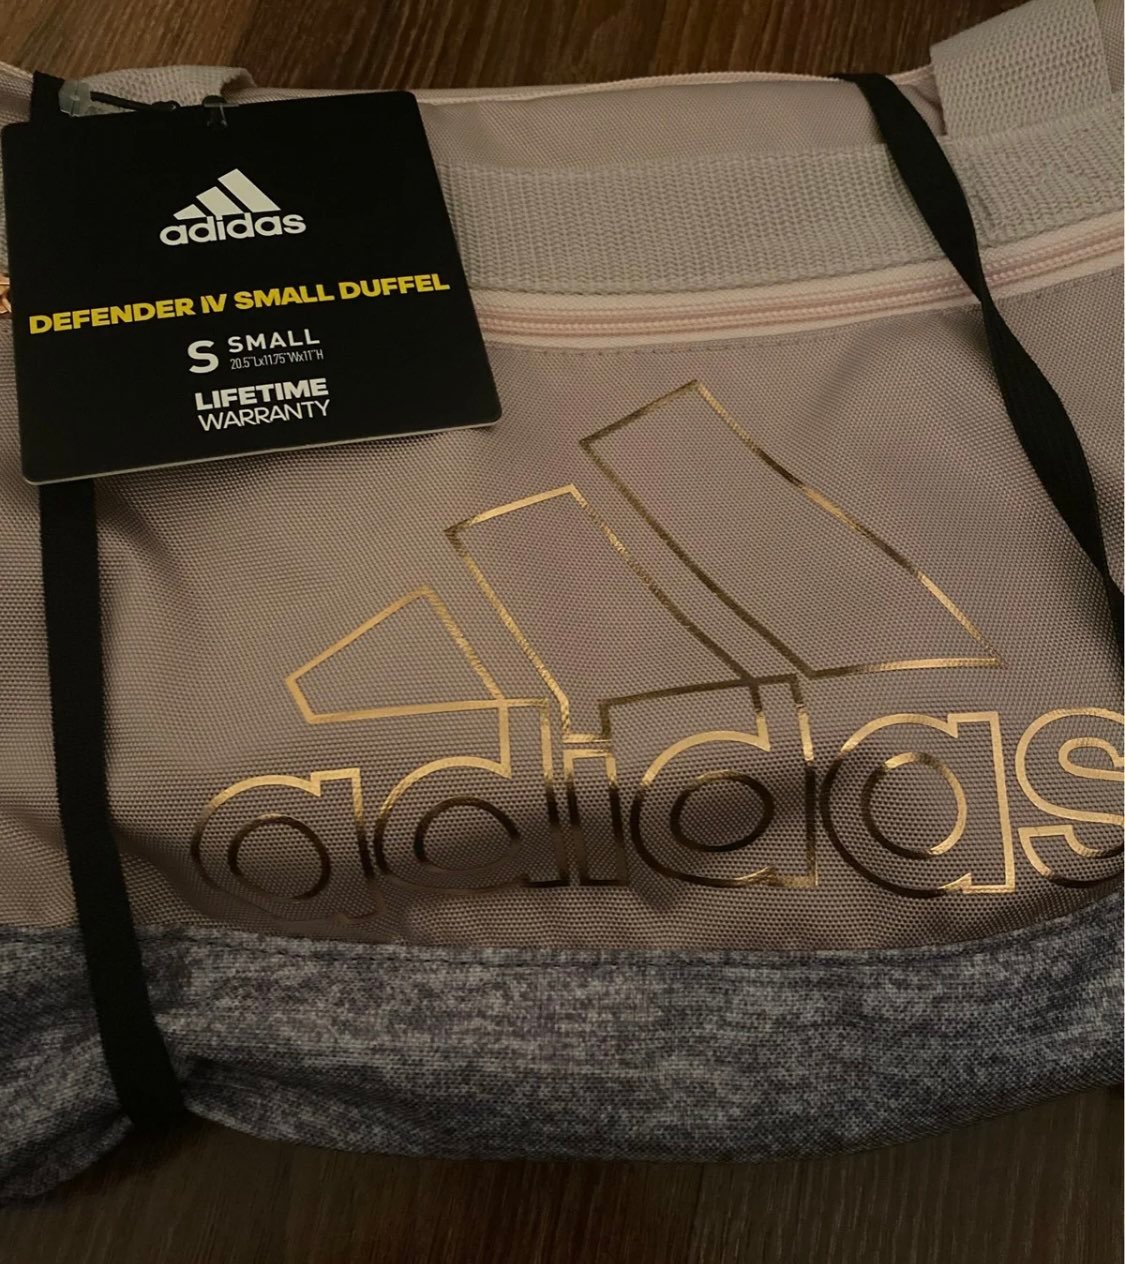 adidas
DEFENDER IV SMALL DUFFEL
S SMALL
20.5"Lx11.75"Wx11"H
LIFETIME
WARRANTY
adidas